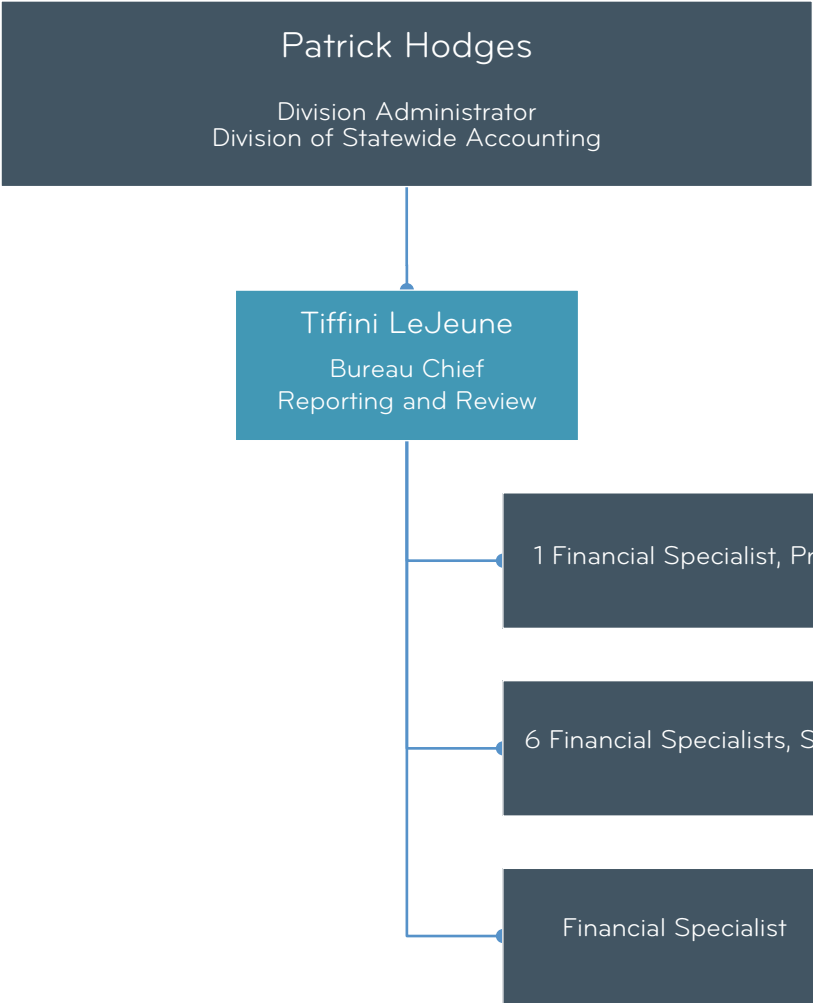 Patrick Hodges
Division Administrator
Division of Statewide Accounting
Tiffini LeJeune
Bureau Chief
Reporting and Review
1 Financial Specialist,
6 Financial Specialists,
Financial Specialist